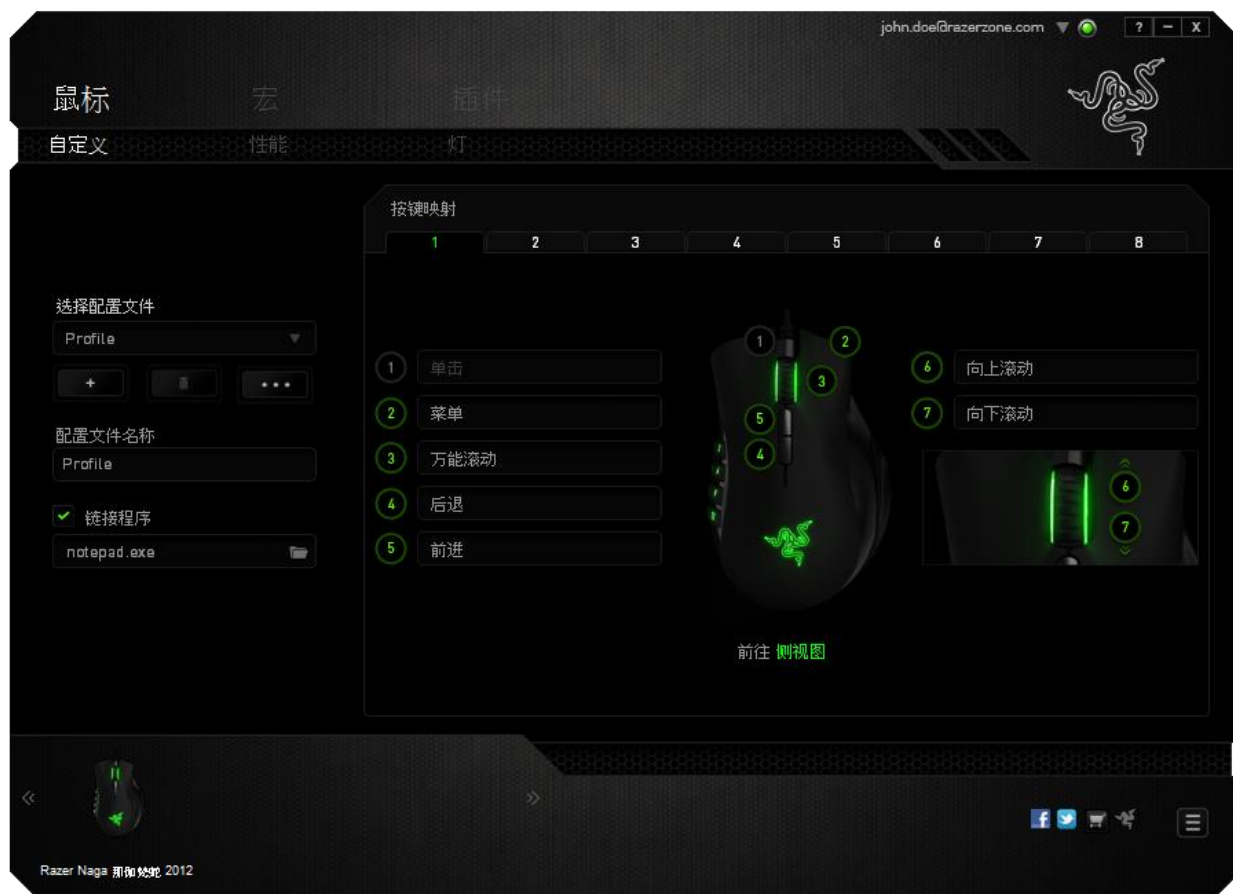 john.doe@razerzone.com
? – X
鼠标 宏 插件
自定义 性能 灯
按键映射
1 2 3 4 5 6 7 8
选择配置文件
Profile
+ •••
配置文件名称
Profile
链接程序
notepad.exe
1 单击
2 菜单
3 万能滚动
4 后退
5 前进
1 2
3
5
4
6 向上滚动
7 向下滚动
6
7
前往 侧视图
Razer Naga 那伽梵蛇 2012